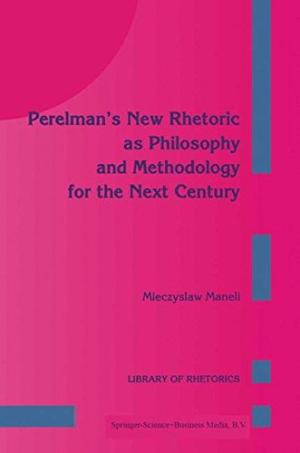 Perelman's New Rhetoric
as Philosophy
and Methodology
for the Next Century
Mieczyslaw Maneli
LIBRARY OF RHETORICS
Springer-Science+Business Media, B.V.